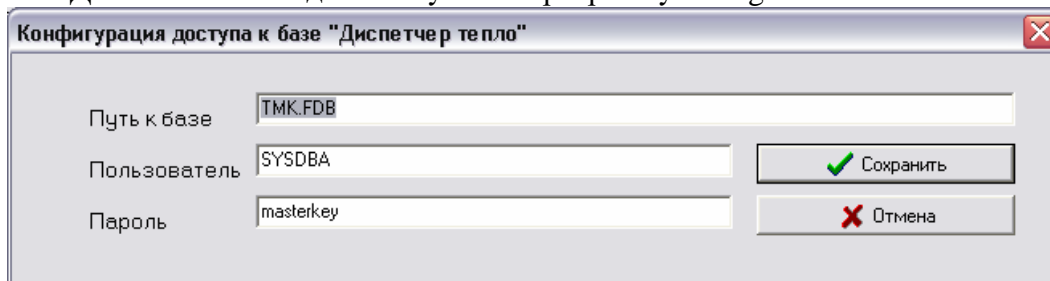 Конфигурация доступа к базе "Диспетчер тепло"
Путь к базе TMK.FDB
Пользователь SYSDBA Сохранить
Пароль masterkey Отмена